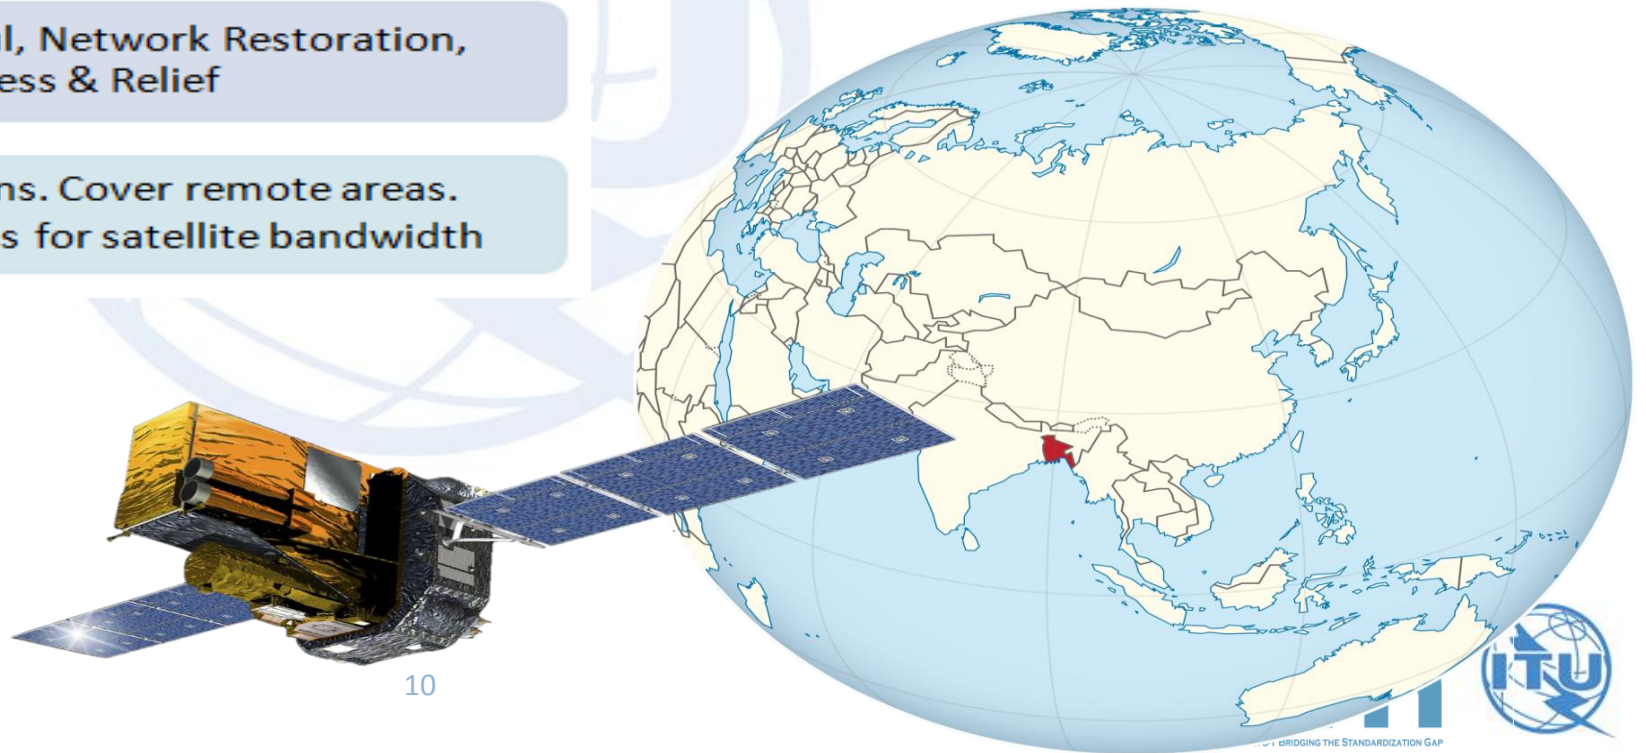 l, Network Restoration,
ess & Relief
ns. Cover remote areas.
s for satellite bandwidth
10
ITU
BRIDGING THE STANDARDIZATION GAP